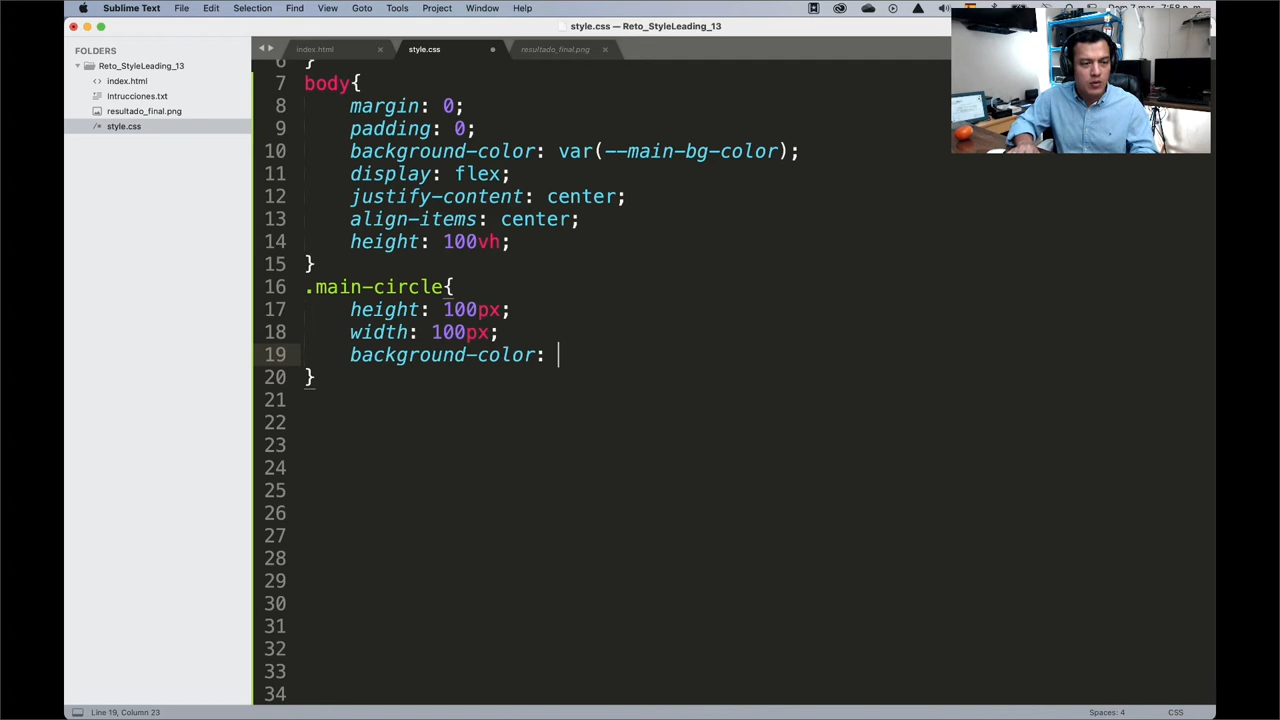 Sublime Text File Edit Selection Find View Goto Tools Project Window Help
style.css — Reto_StyleLeading_13
FOLDERS
Reto_StyleLeading_13
index.html
Intrucciones.txt
resultado_final.png
style.css
index.html style.css resultado_final.png
6 }
7 body{
8 margin: 0;
9 padding: 0;
10 background-color: var(--main-bg-color);
11 display: flex;
12 justify-content: center;
13 align-items: center;
14 height: 100vh;
15 }
16 .main-circle{
17 height: 100px;
18 width: 100px;
19 background-color:
20 }
21
22
23
24
25
26
27
28
29
30
31
32
33
34
Line 19, Column 23 Spaces: 4 CSS